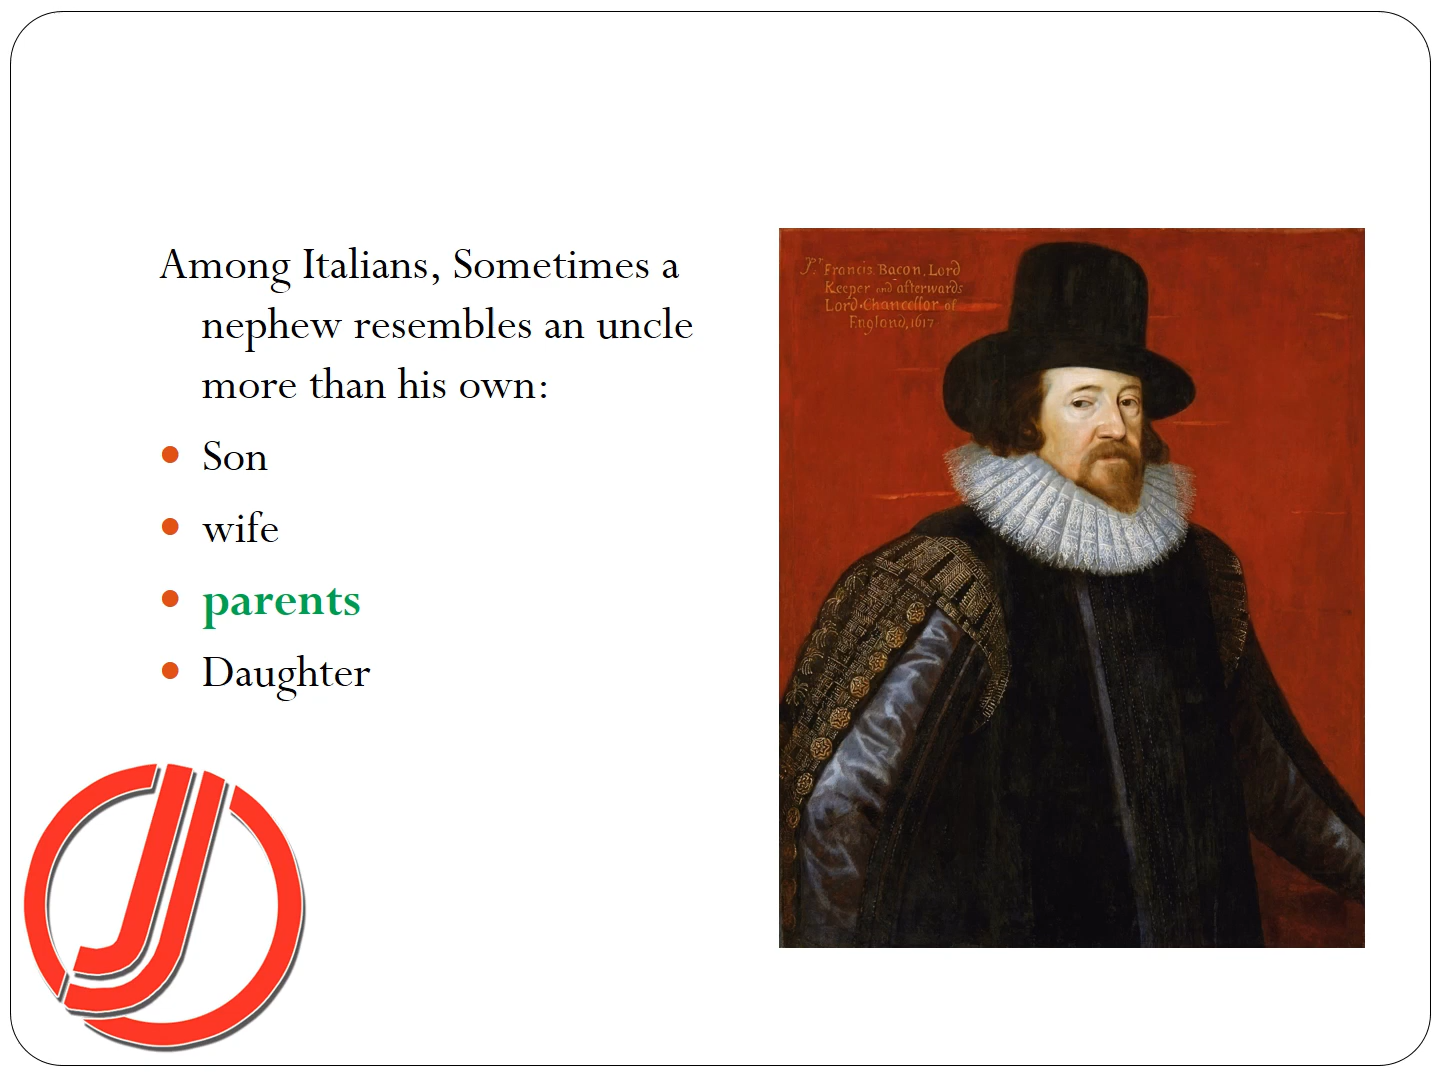 Among Italians, Sometimes a
nephew resembles an uncle
more than his own:
Son
wife
parents
Daughter
Sr Francis Bacon, Lord
Keeper and afterwards
Lord Chancellor of
England, 1617